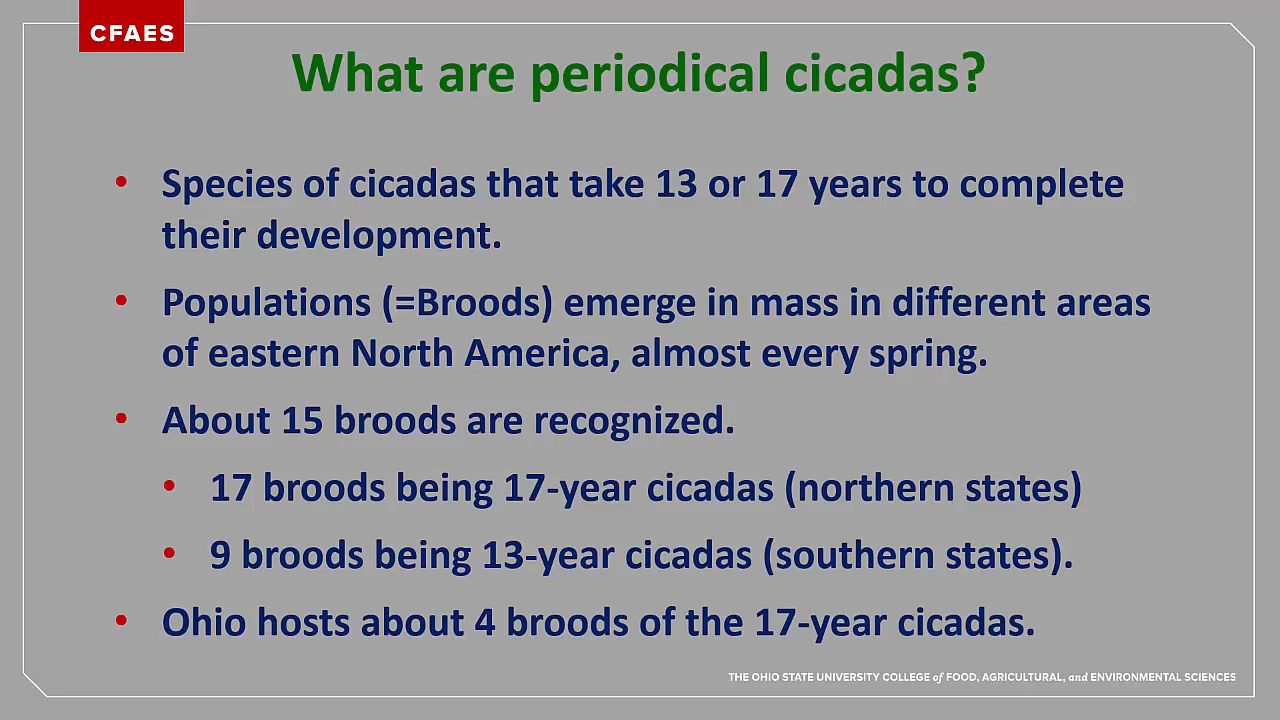 CFAES
What are periodical cicadas?
• Species of cicadas that take 13 or 17 years to complete
their development.
• Populations (=Broods) emerge in mass in different areas
of eastern North America, almost every spring.
• About 15 broods are recognized.
• 17 broods being 17-year cicadas (northern states)
• 9 broods being 13-year cicadas (southern states).
• Ohio hosts about 4 broods of the 17-year cicadas.
THE OHIO STATE UNIVERSITY COLLEGE of FOOD, AGRICULTURAL, and ENVIRONMENTAL SCIENCES